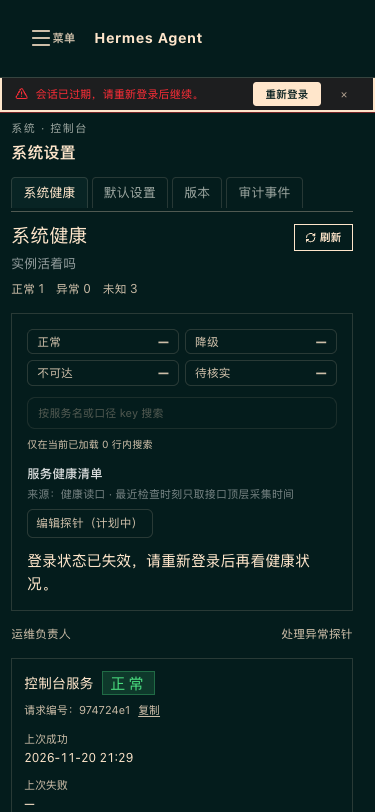 菜单 Hermes Agent
会话已过期，请重新登录后继续。 重新登录 ×
系统 · 控制台
系统设置
系统健康 默认设置 版本 审计事件
系统健康 刷新
实例活着吗
正常 1 异常 0 未知 3
正常 — 降级 —
不可达 — 待核实 —
按服务名或口径 key 搜索
仅在当前已加载 0 行内搜索
服务健康清单
来源：健康读口 · 最近检查时刻只取接口顶层采集时间
编辑探针（计划中）
登录状态已失效，请重新登录后再看健康状
况。
运维负责人 处理异常探针
控制台服务 正常
请求编号：974724e1 复制
上次成功
2026-11-20 21:29
上次失败
—